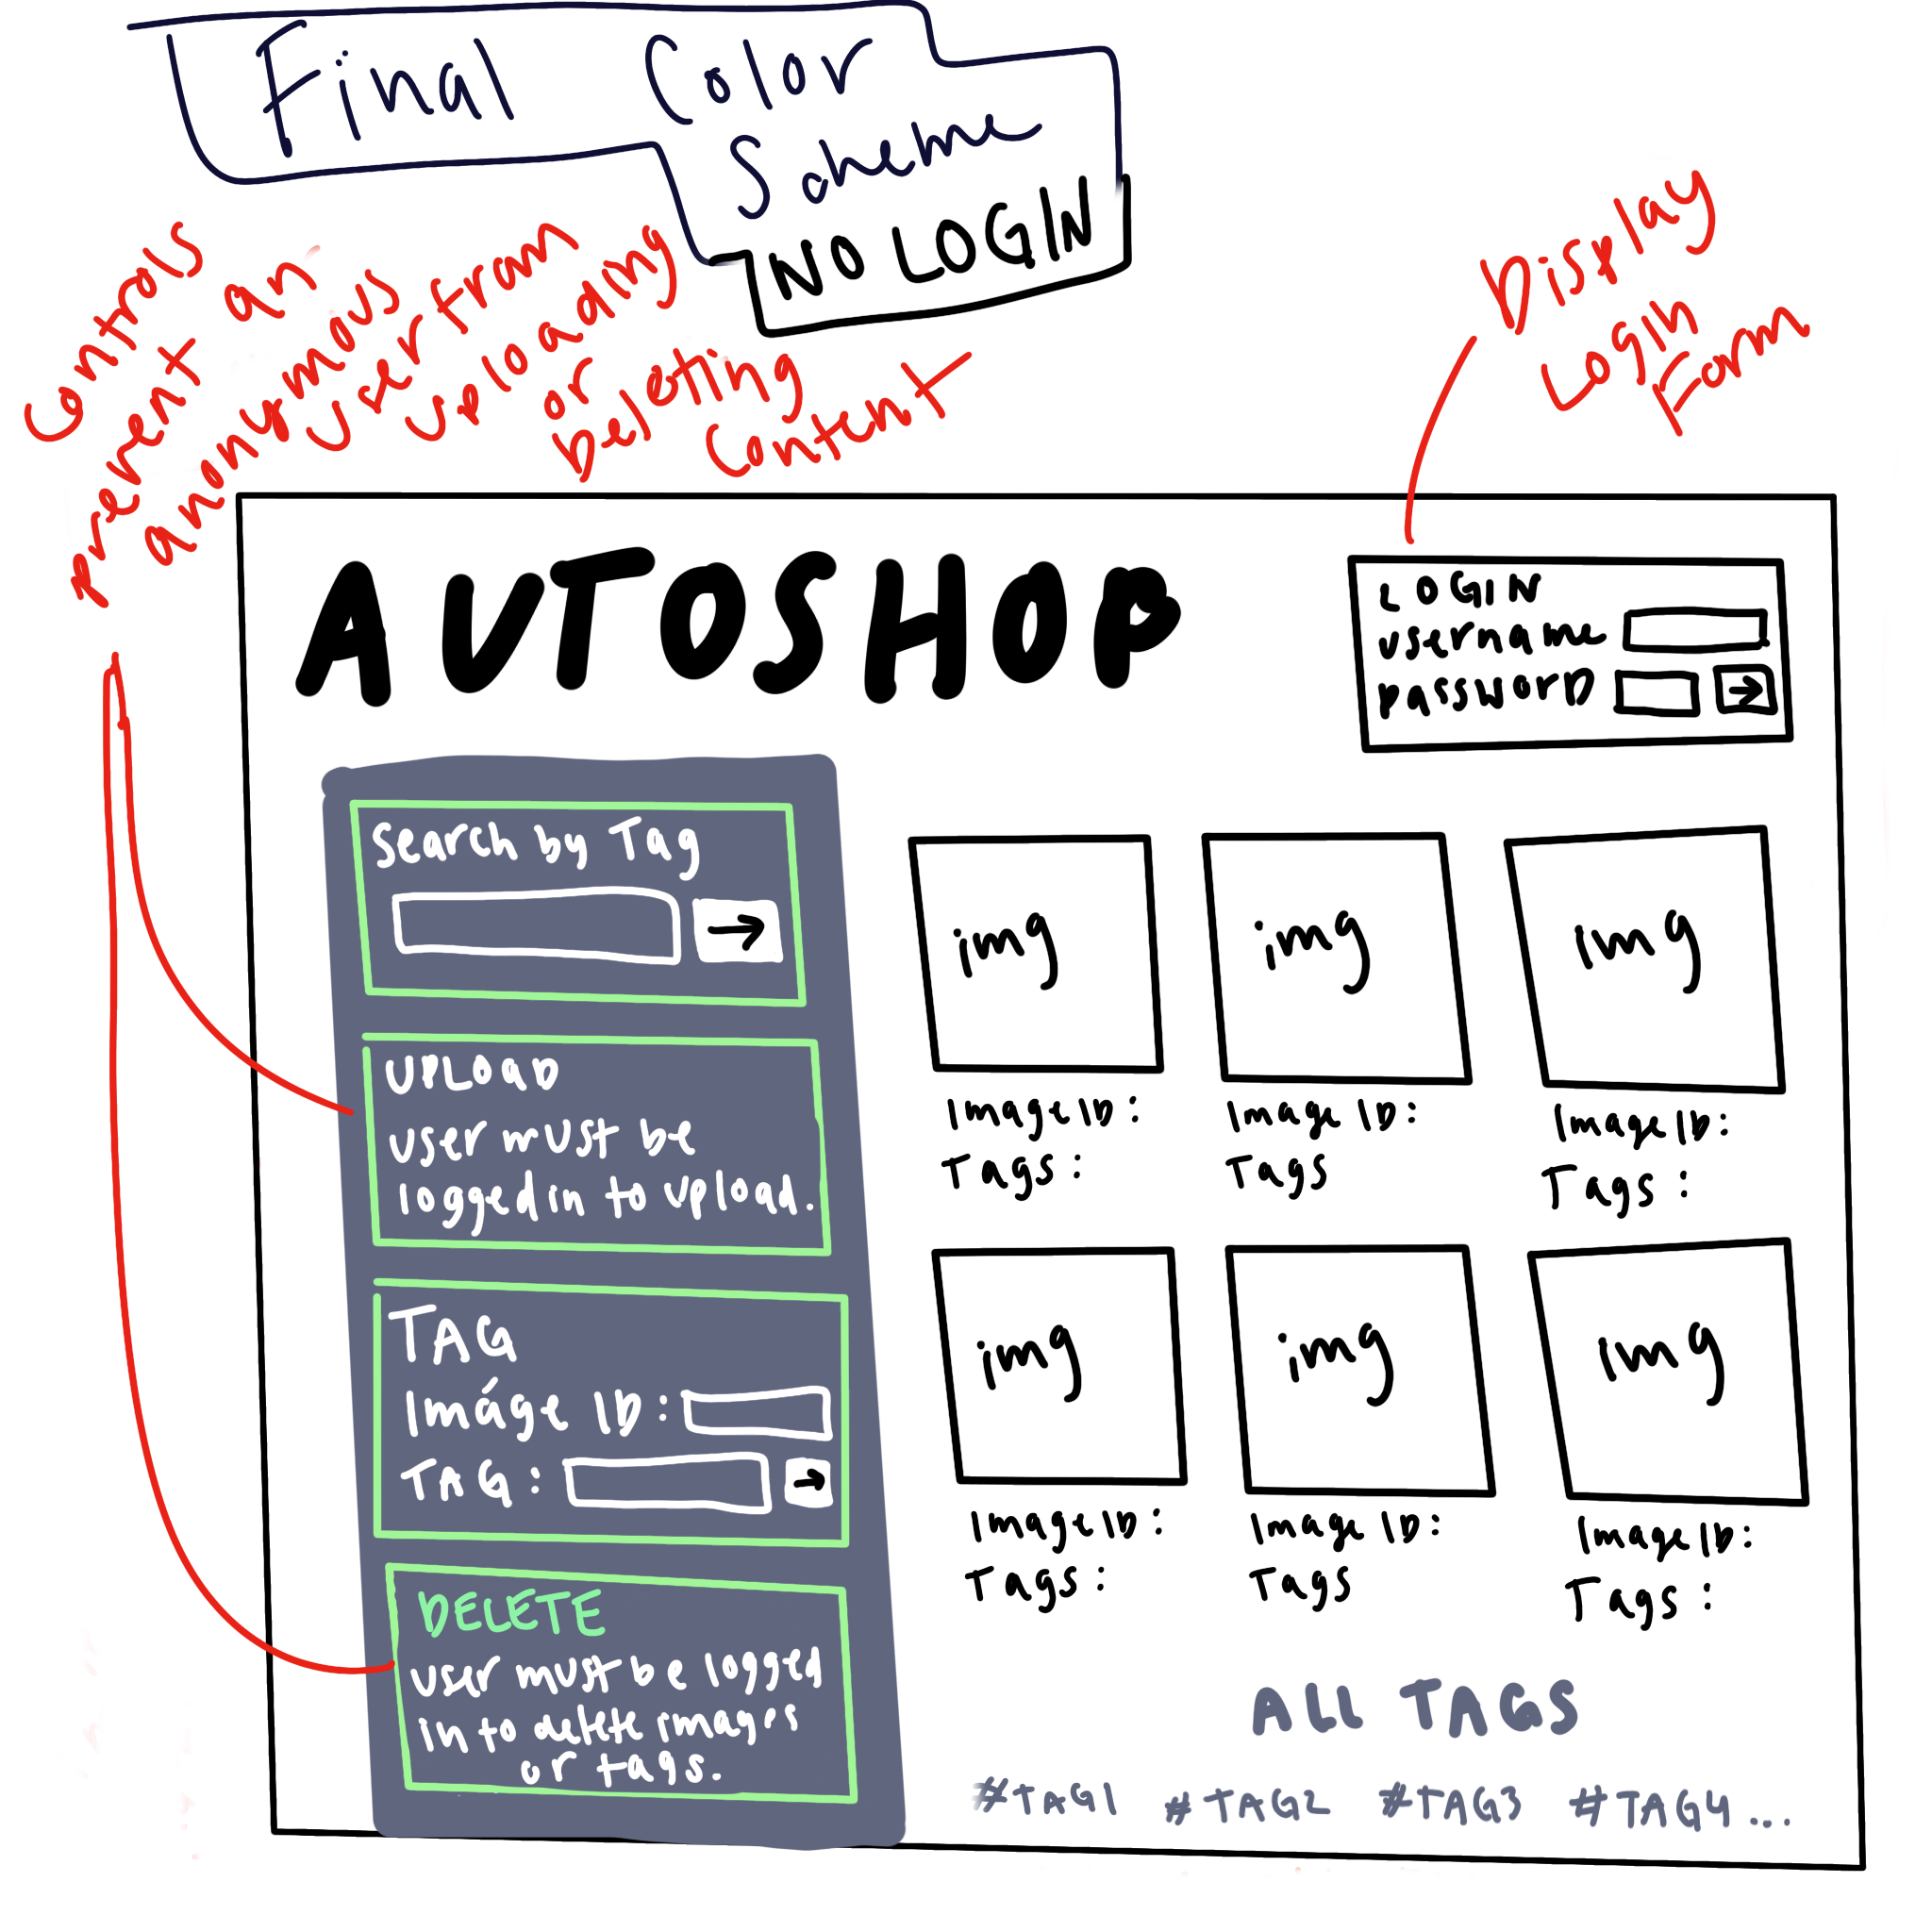 Final Color
Scheme
NO LOGIN
controls
prevent an
anonymous
user from
uploading
or
Deleting
content
Display
Login
Form
AUTOSHOP
LOGIN
username
passworD
→
Search by Tag
→
UPLOaD
user must be
logged in to upload.
TAG
Imáge ID:
TAG:
→
DELETE
user must be logged
in to delete images
or tags.
img
img
img
Image ID:
Image ID:
Image ID:
Tags:
Tags
Tags:
img
img
img
Image ID:
Image ID:
Image ID:
Tags:
Tags
Tags:
ALL TAGS
#TAG1 #TAG2 #TAG3 #TAG4...